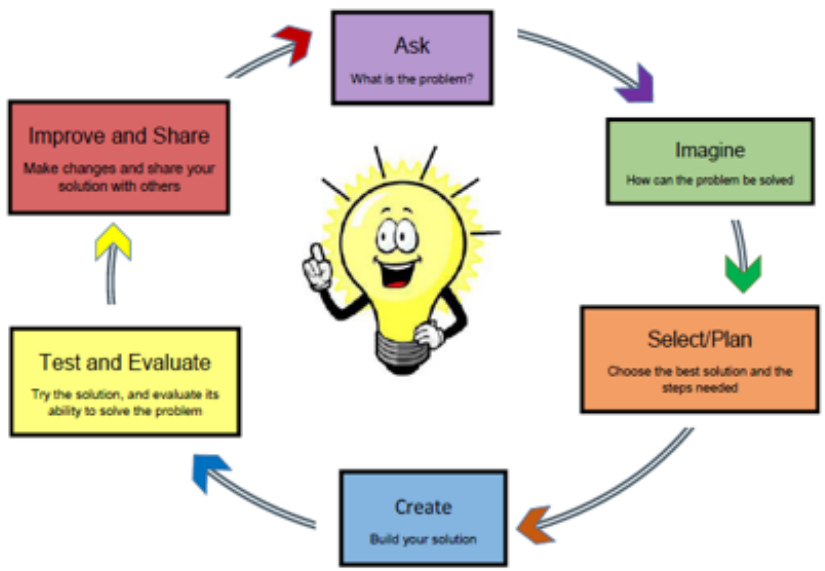 Ask
What is the problem?
Imagine
How can the problem be solved
Select/Plan
Choose the best solution and the
steps needed
Create
Build your solution
Test and Evaluate
Try the solution, and evaluate its
ability to solve the problem
Improve and Share
Make changes and share your
solution with others